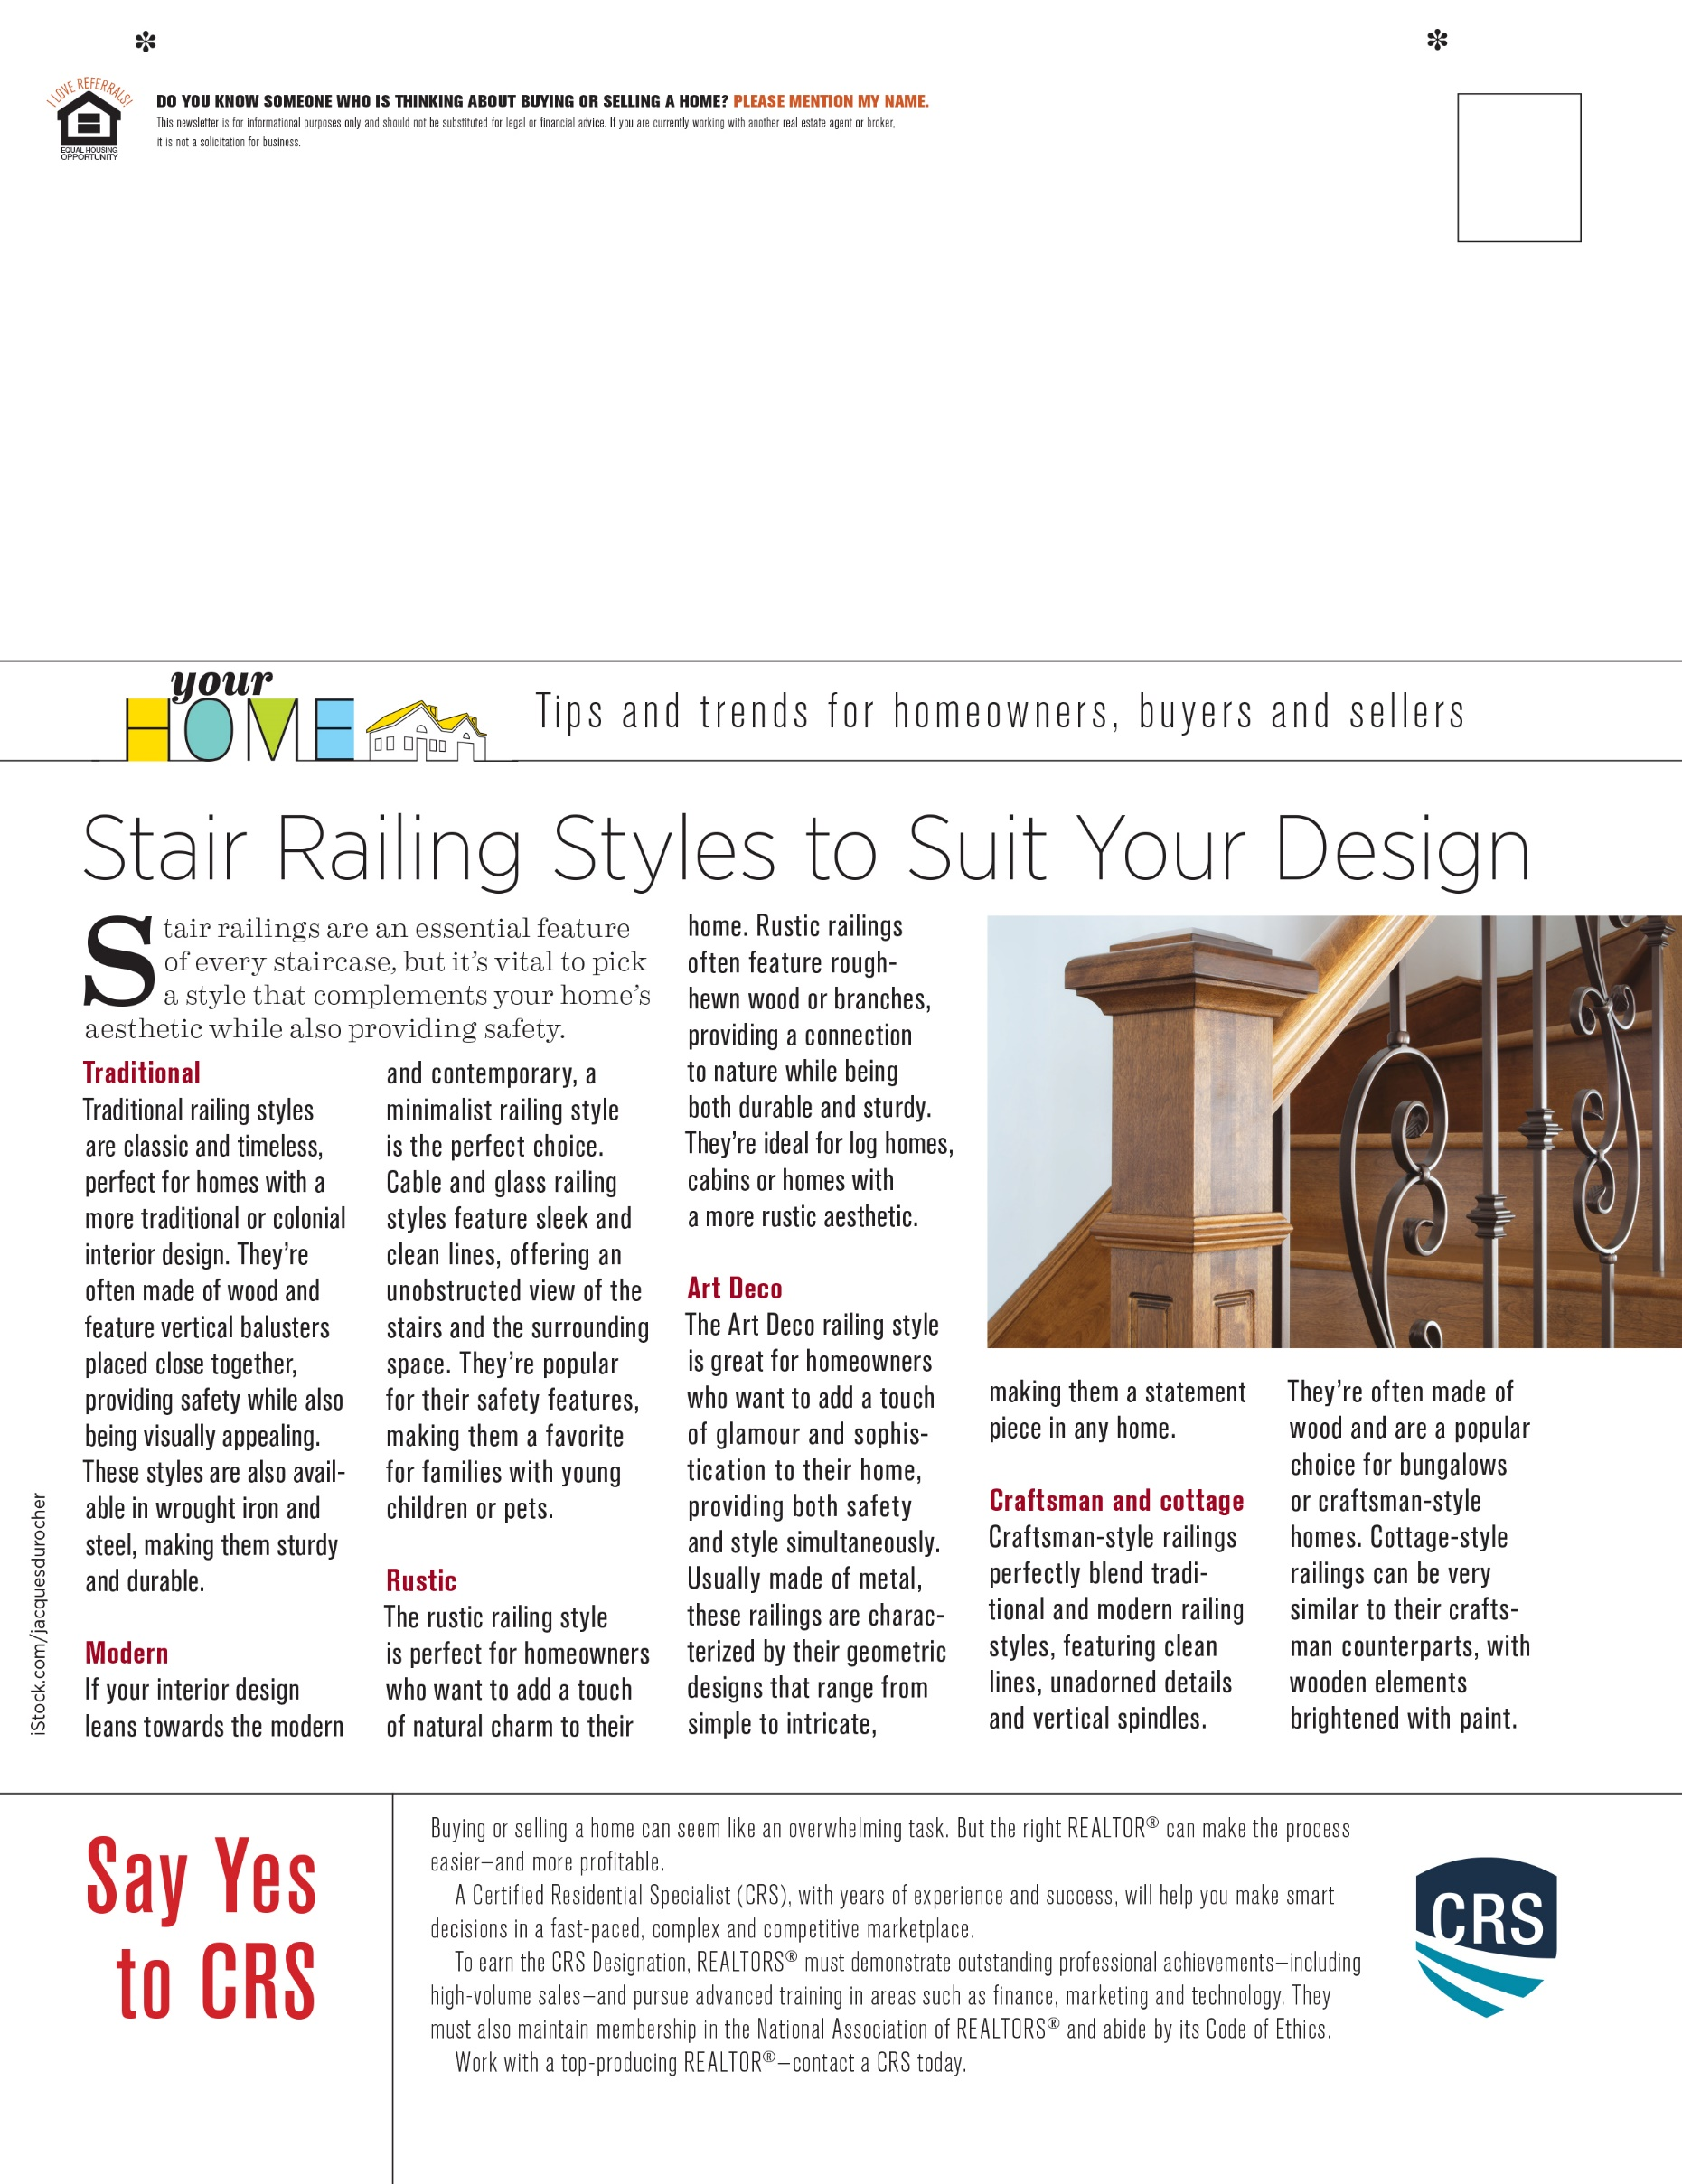 *
*
I LOVE REFERRALS!
EQUAL HOUSING
OPPORTUNITY
DO YOU KNOW SOMEONE WHO IS THINKING ABOUT BUYING OR SELLING A HOME? PLEASE MENTION MY NAME.
This newsletter is for informational purposes only and should not be substituted for legal or financial advice. If you are currently working with another real estate agent or broker,
it is not a solicitation for business.
your
HOME
Tips and trends for homeowners, buyers and sellers
Stair Railing Styles to Suit Your Design
Stair railings are an essential feature
of every staircase, but it's vital to pick
a style that complements your home's
aesthetic while also providing safety.
Traditional
Traditional railing styles
are classic and timeless,
perfect for homes with a
more traditional or colonial
interior design. They're
often made of wood and
feature vertical balusters
placed close together,
providing safety while also
being visually appealing.
These styles are also avail-
able in wrought iron and
steel, making them sturdy
and durable.
Modern
If your interior design
leans towards the modern
and contemporary, a
minimalist railing style
is the perfect choice.
Cable and glass railing
styles feature sleek and
clean lines, offering an
unobstructed view of the
stairs and the surrounding
space. They're popular
for their safety features,
making them a favorite
for families with young
children or pets.
Rustic
The rustic railing style
is perfect for homeowners
who want to add a touch
of natural charm to their
home. Rustic railings
often feature rough-
hewn wood or branches,
providing a connection
to nature while being
both durable and sturdy.
They're ideal for log homes,
cabins or homes with
a more rustic aesthetic.
Art Deco
The Art Deco railing style
is great for homeowners
who want to add a touch
of glamour and sophis-
tication to their home,
providing both safety
and style simultaneously.
Usually made of metal,
these railings are charac-
terized by their geometric
designs that range from
simple to intricate,
making them a statement
piece in any home.
Craftsman and cottage
Craftsman-style railings
perfectly blend tradi-
tional and modern railing
styles, featuring clean
lines, unadorned details
and vertical spindles.
They're often made of
wood and are a popular
choice for bungalows
or craftsman-style
homes. Cottage-style
railings can be very
similar to their crafts-
man counterparts, with
wooden elements
brightened with paint.
iStock.com/jacquesdurocher
Say Yes
to CRS
Buying or selling a home can seem like an overwhelming task. But the right REALTOR® can make the process
easier—and more profitable.
A Certified Residential Specialist (CRS), with years of experience and success, will help you make smart
decisions in a fast-paced, complex and competitive marketplace.
To earn the CRS Designation, REALTORS® must demonstrate outstanding professional achievements—including
high-volume sales—and pursue advanced training in areas such as finance, marketing and technology. They
must also maintain membership in the National Association of REALTORS® and abide by its Code of Ethics.
Work with a top-producing REALTOR®—contact a CRS today.
CRS